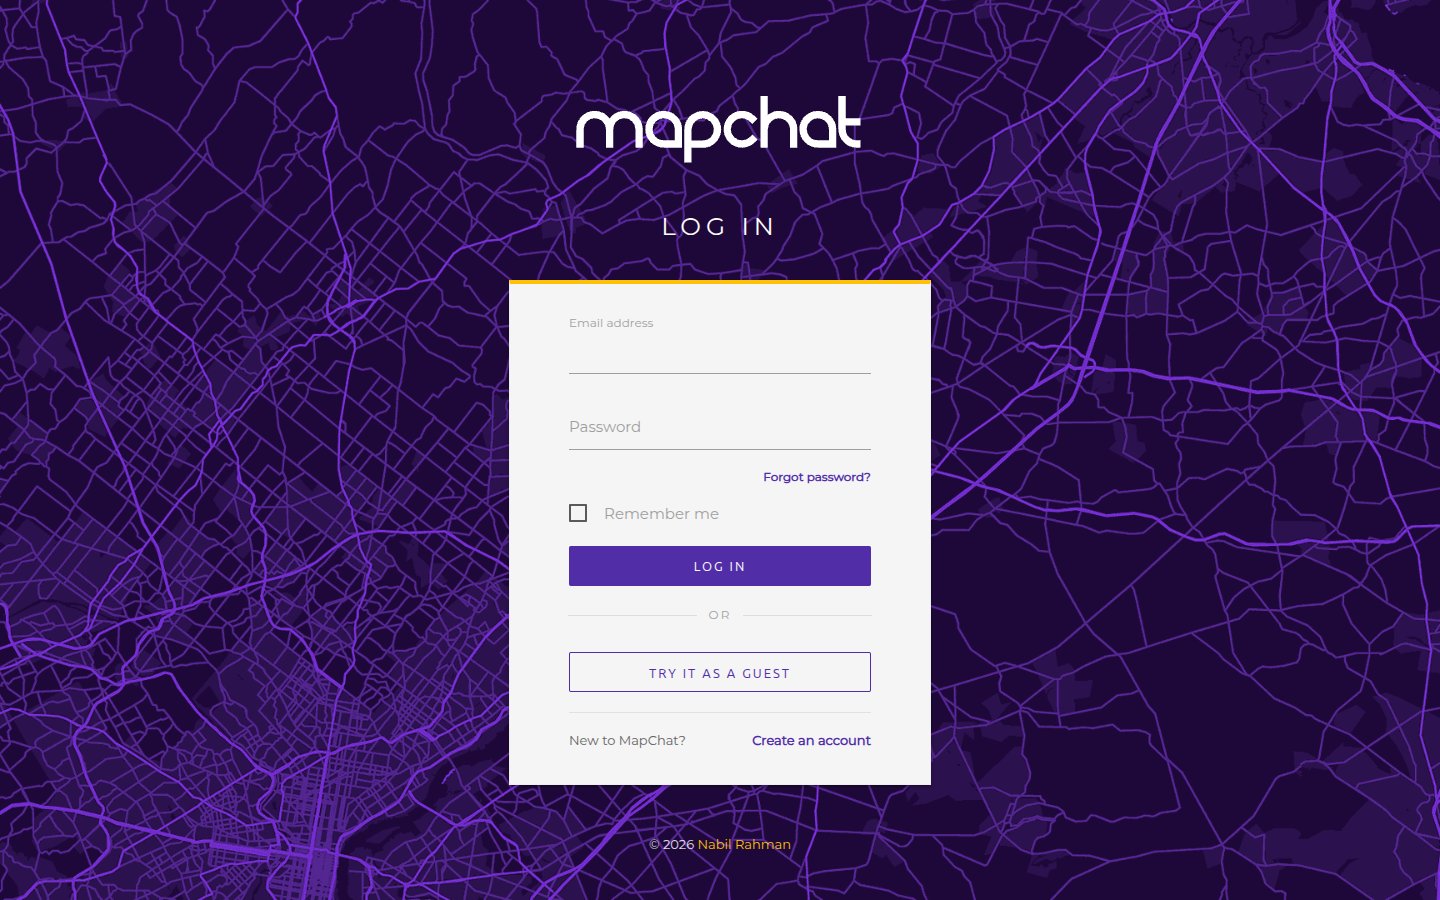 mapchat
LOG IN
Email address
Password
Forgot password?
Remember me
LOG IN
OR
TRY IT AS A GUEST
New to MapChat? Create an account
© 2026 Nabil Rahman